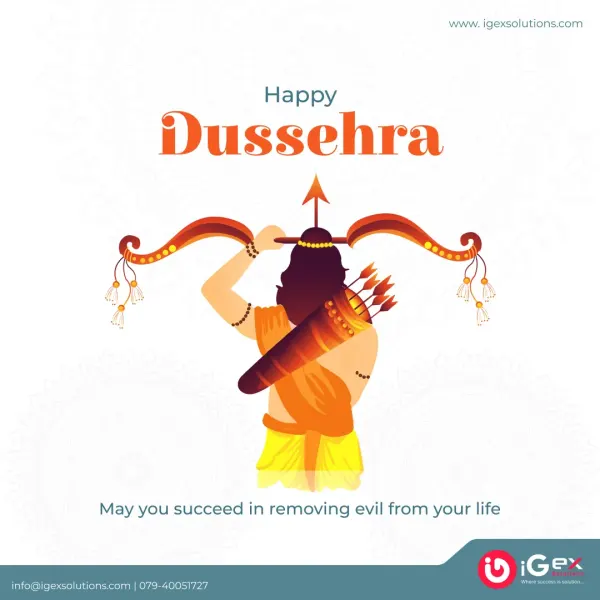 www. igexsolutions.com
Happy
Dussehra
May you succeed in removing evil from your life
iGex
info@igexsolutions.com | 079-40051727